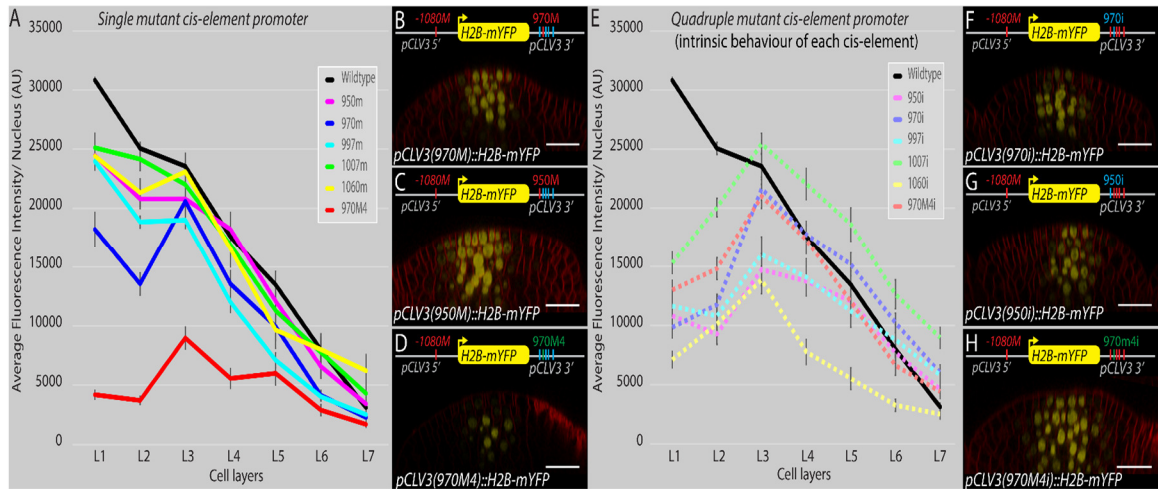 A
Single mutant cis-element promoter
Average Fluorescence Intensity/ Nucleus (AU)
35000
30000
25000
20000
15000
10000
5000
0
L1 L2 L3 L4 L5 L6 L7
Cell layers
Wildtype
950m
970m
997m
1007m
1060m
970M4
B
-1080M
970M
H2B-mYFP
pCLV3 5' pCLV3 3'
pCLV3(970M)::H2B-mYFP
C
-1080M
950M
H2B-mYFP
pCLV3 5' pCLV3 3'
pCLV3(950M)::H2B-mYFP
D
-1080M
970M4
H2B-mYFP
pCLV3 5' pCLV3 3'
pCLV3(970M4)::H2B-mYFP
E
Quadruple mutant cis-element promoter
(intrinsic behaviour of each cis-element)
Average Fluorescence Intensity/ Nucleus (AU)
35000
30000
25000
20000
15000
10000
5000
0
L1 L2 L3 L4 L5 L6 L7
Cell layers
Wildtype
950i
970i
997i
1007i
1060i
970M4i
F
-1080M
970i
H2B-mYFP
pCLV3 5' pCLV3 3'
pCLV3(970i)::H2B-mYFP
G
-1080M
950i
H2B-mYFP
pCLV3 5' pCLV3 3'
pCLV3(950i)::H2B-mYFP
H
-1080M
970m4i
H2B-mYFP
pCLV3 5' pCLV3 3'
pCLV3(970M4i)::H2B-mYFP